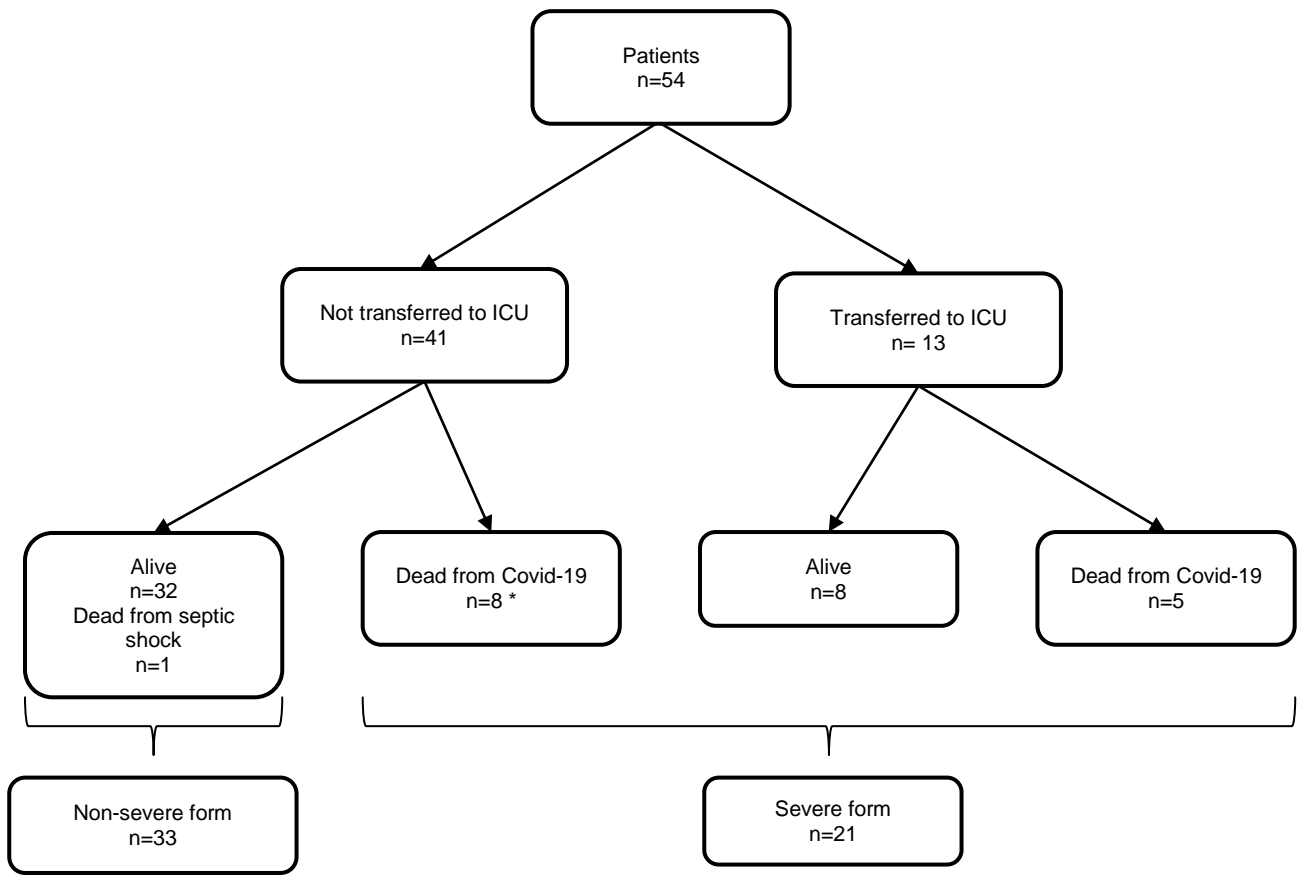 Patients
n=54
Not transferred to ICU
n=41
Transferred to ICU
n= 13
Alive
n=32
Dead from septic
shock
n=1
Dead from Covid-19
n=8 *
Alive
n=8
Dead from Covid-19
n=5
Non-severe form
n=33
Severe form
n=21